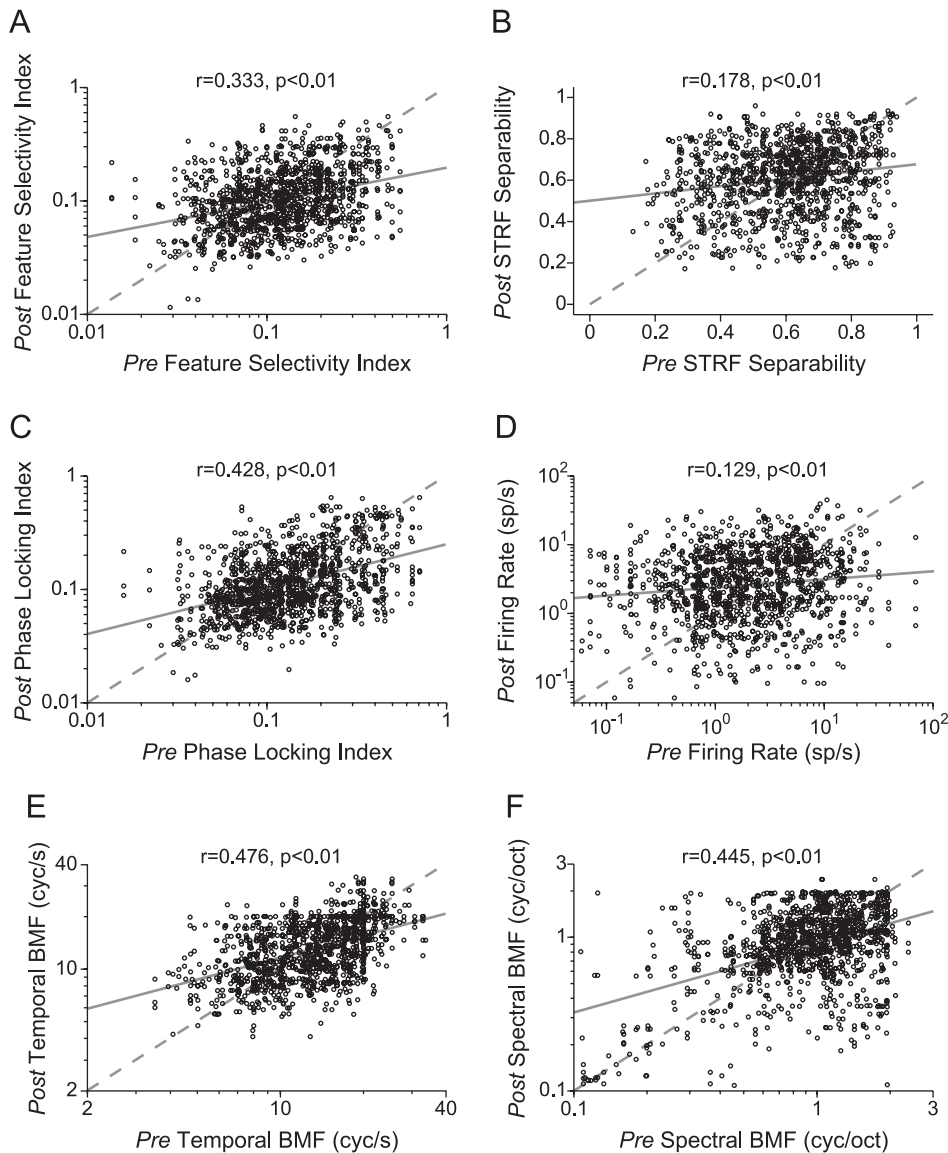 A
r=0.333, p<0.01
Post Feature Selectivity Index
1
0.1
0.01
0.01
0.1
1
Pre Feature Selectivity Index
B
r=0.178, p<0.01
Post STRF Separability
1
0.8
0.6
0.4
0.2
0
0
0.2
0.4
0.6
0.8
1
Pre STRF Separability
C
r=0.428, p<0.01
Post Phase Locking Index
1
0.1
0.01
0.01
0.1
1
Pre Phase Locking Index
D
r=0.129, p<0.01
Post Firing Rate (sp/s)
10²
10¹
10⁰
10⁻¹
10⁻¹
10⁰
10¹
10²
Pre Firing Rate (sp/s)
E
r=0.476, p<0.01
Post Temporal BMF (cyc/s)
40
10
2
2
10
40
Pre Temporal BMF (cyc/s)
F
r=0.445, p<0.01
Post Spectral BMF (cyc/oct)
3
1
0.1
0.1
1
3
Pre Spectral BMF (cyc/oct)